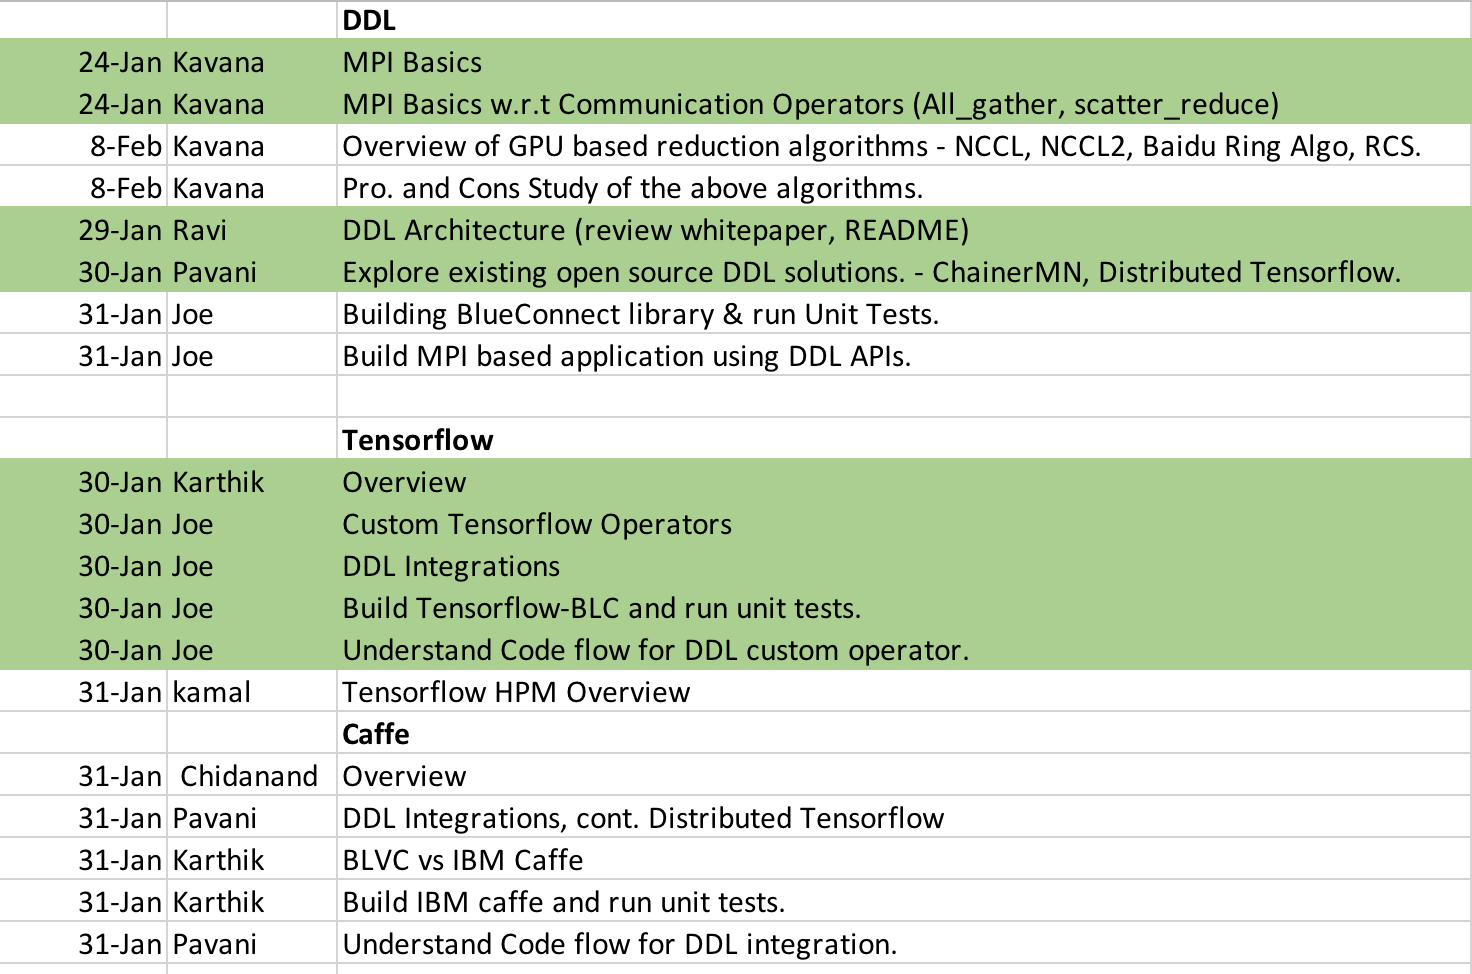 DDL
24-Jan Kavana MPI Basics
24-Jan Kavana MPI Basics w.r.t Communication Operators (All_gather, scatter_reduce)
8-Feb Kavana Overview of GPU based reduction algorithms - NCCL, NCCL2, Baidu Ring Algo, RCS.
8-Feb Kavana Pro. and Cons Study of the above algorithms.
29-Jan Ravi DDL Architecture (review whitepaper, README)
30-Jan Pavani Explore existing open source DDL solutions. - ChainerMN, Distributed Tensorflow.
31-Jan Joe Building BlueConnect library & run Unit Tests.
31-Jan Joe Build MPI based application using DDL APIs.
Tensorflow
30-Jan Karthik Overview
30-Jan Joe Custom Tensorflow Operators
30-Jan Joe DDL Integrations
30-Jan Joe Build Tensorflow-BLC and run unit tests.
30-Jan Joe Understand Code flow for DDL custom operator.
31-Jan kamal Tensorflow HPM Overview
Caffe
31-Jan Chidanand Overview
31-Jan Pavani DDL Integrations, cont. Distributed Tensorflow
31-Jan Karthik BLVC vs IBM Caffe
31-Jan Karthik Build IBM caffe and run unit tests.
31-Jan Pavani Understand Code flow for DDL integration.